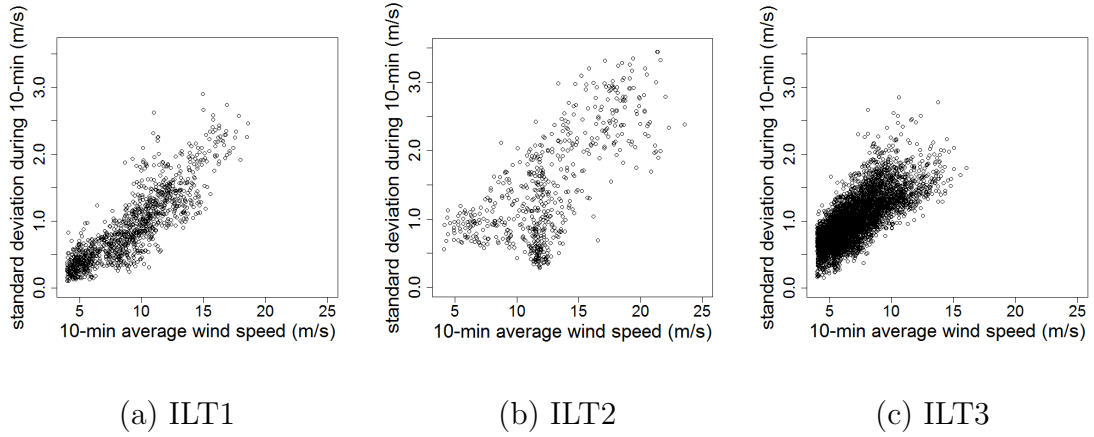 standard deviation during 10-min (m/s)
0.0 1.0 2.0 3.0
5 10 15 20 25
10-min average wind speed (m/s)
(a) ILT1
standard deviation during 10-min (m/s)
0.0 1.0 2.0 3.0
5 10 15 20 25
10-min average wind speed (m/s)
(b) ILT2
standard deviation during 10-min (m/s)
0.0 1.0 2.0 3.0
5 10 15 20 25
10-min average wind speed (m/s)
(c) ILT3